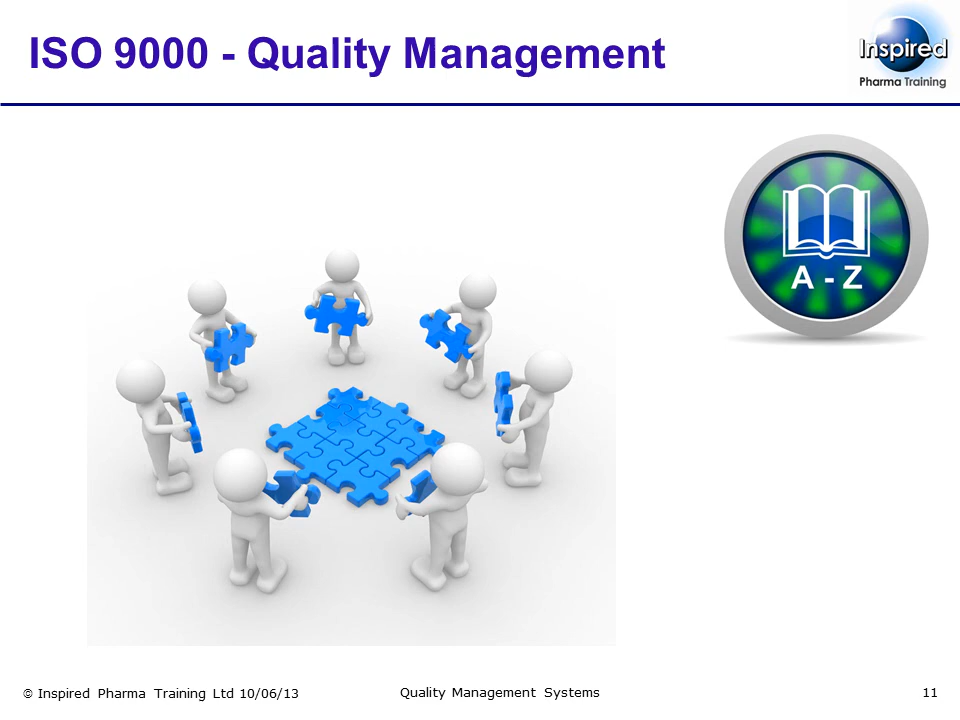 ISO 9000 - Quality Management
Inspired
Pharma Training
A - Z
© Inspired Pharma Training Ltd 10/06/13
Quality Management Systems
11